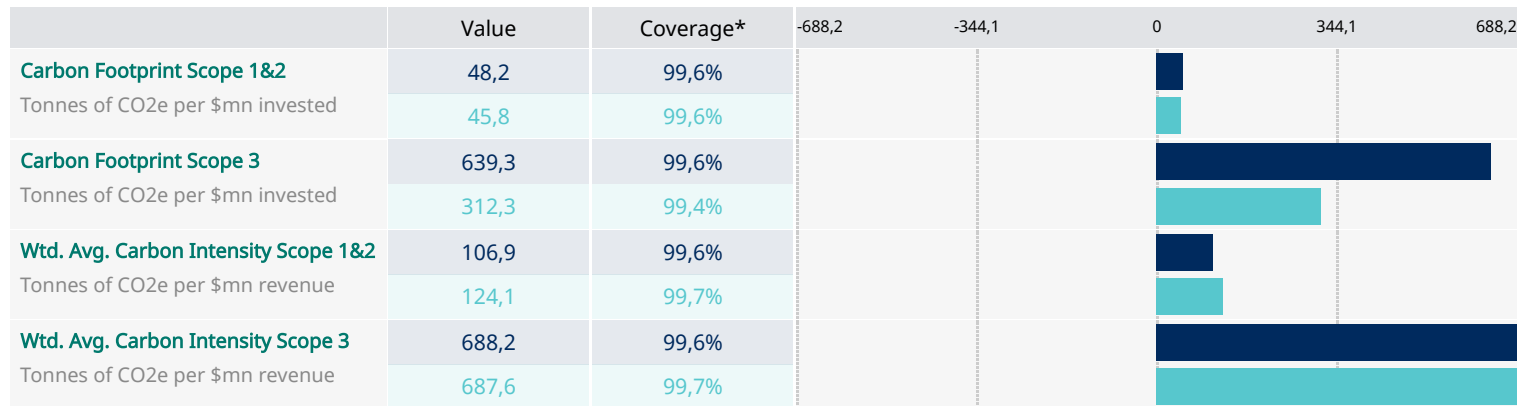 Value Coverage* -688,2 -344,1 0 344,1 688,2
Carbon Footprint Scope 1&2 48,2 99,6%
Tonnes of CO2e per $mn invested 45,8 99,6%
Carbon Footprint Scope 3 639,3 99,6%
Tonnes of CO2e per $mn invested 312,3 99,4%
Wtd. Avg. Carbon Intensity Scope 1&2 106,9 99,6%
Tonnes of CO2e per $mn revenue 124,1 99,7%
Wtd. Avg. Carbon Intensity Scope 3 688,2 99,6%
Tonnes of CO2e per $mn revenue 687,6 99,7%